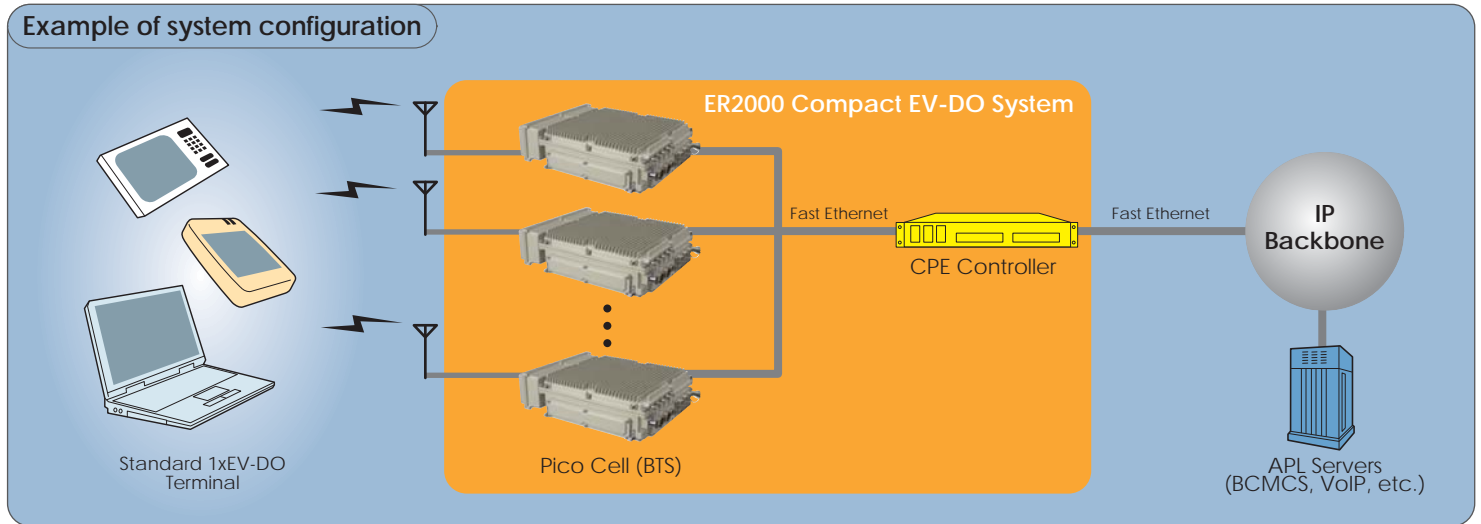 Example of system configuration
ER2000 Compact EV-DO System
Fast Ethernet
Fast Ethernet
IP
Backbone
CPE Controller
Pico Cell (BTS)
Standard 1xEV-DO
Terminal
APL Servers
(BCMCS, VoIP, etc.)